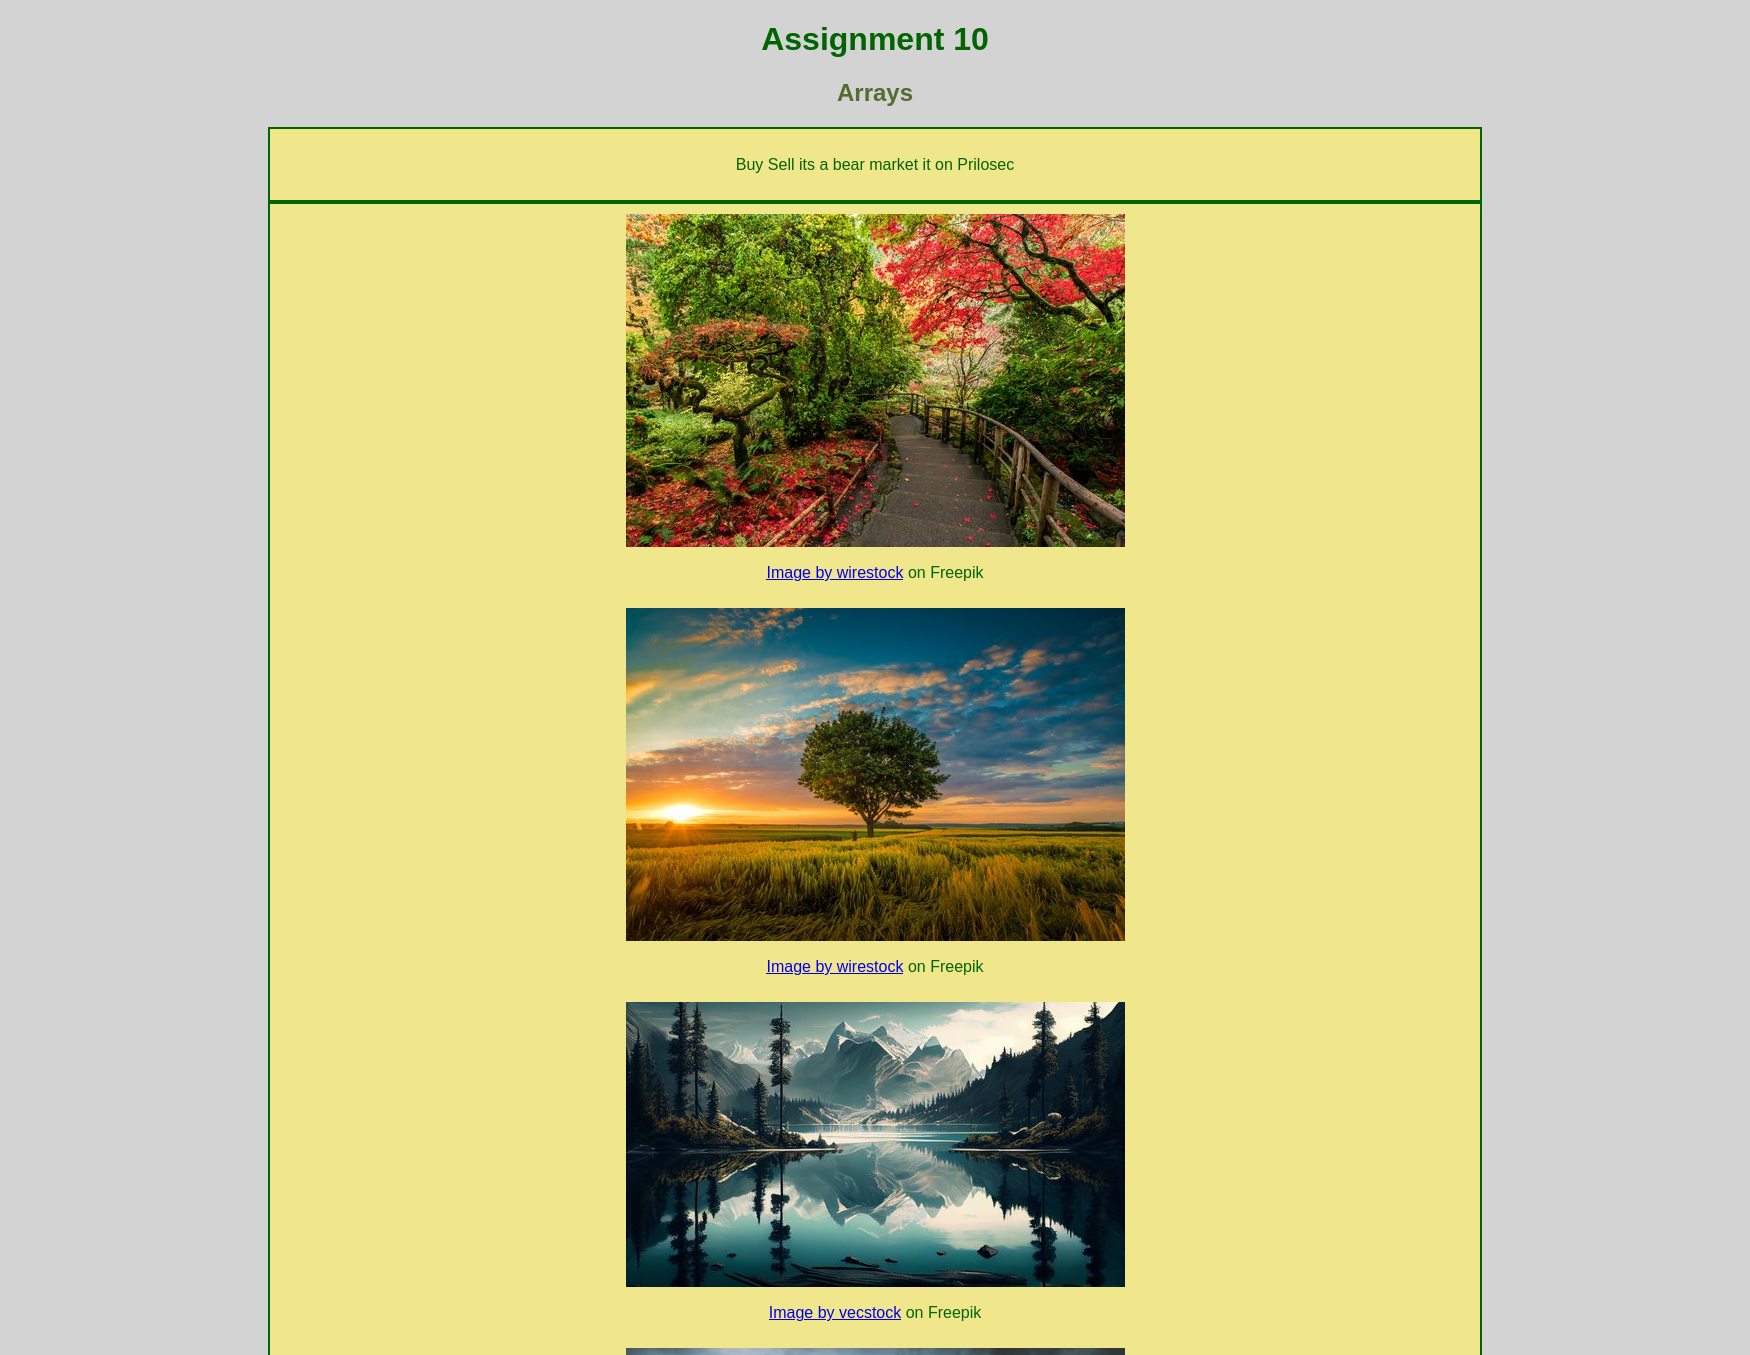 Assignment 10
Arrays
Buy Sell its a bear market it on Prilosec
Image by wirestock on Freepik
Image by wirestock on Freepik
Image by vecstock on Freepik